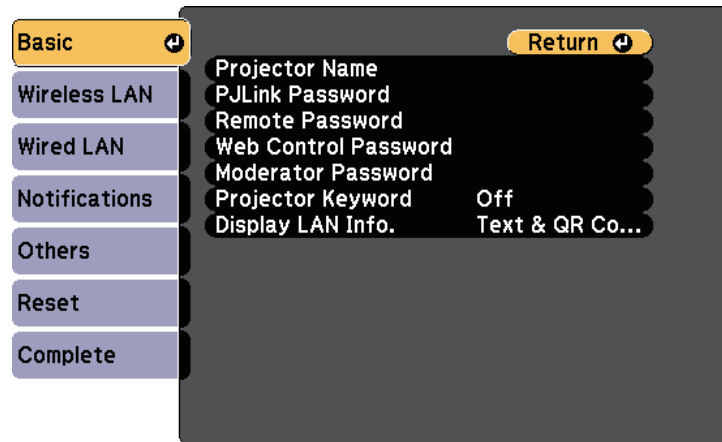 Basic
Wireless LAN
Wired LAN
Notifications
Others
Reset
Complete
Return
Projector Name
PJLink Password
Remote Password
Web Control Password
Moderator Password
Projector Keyword Off
Display LAN Info. Text & QR Co...